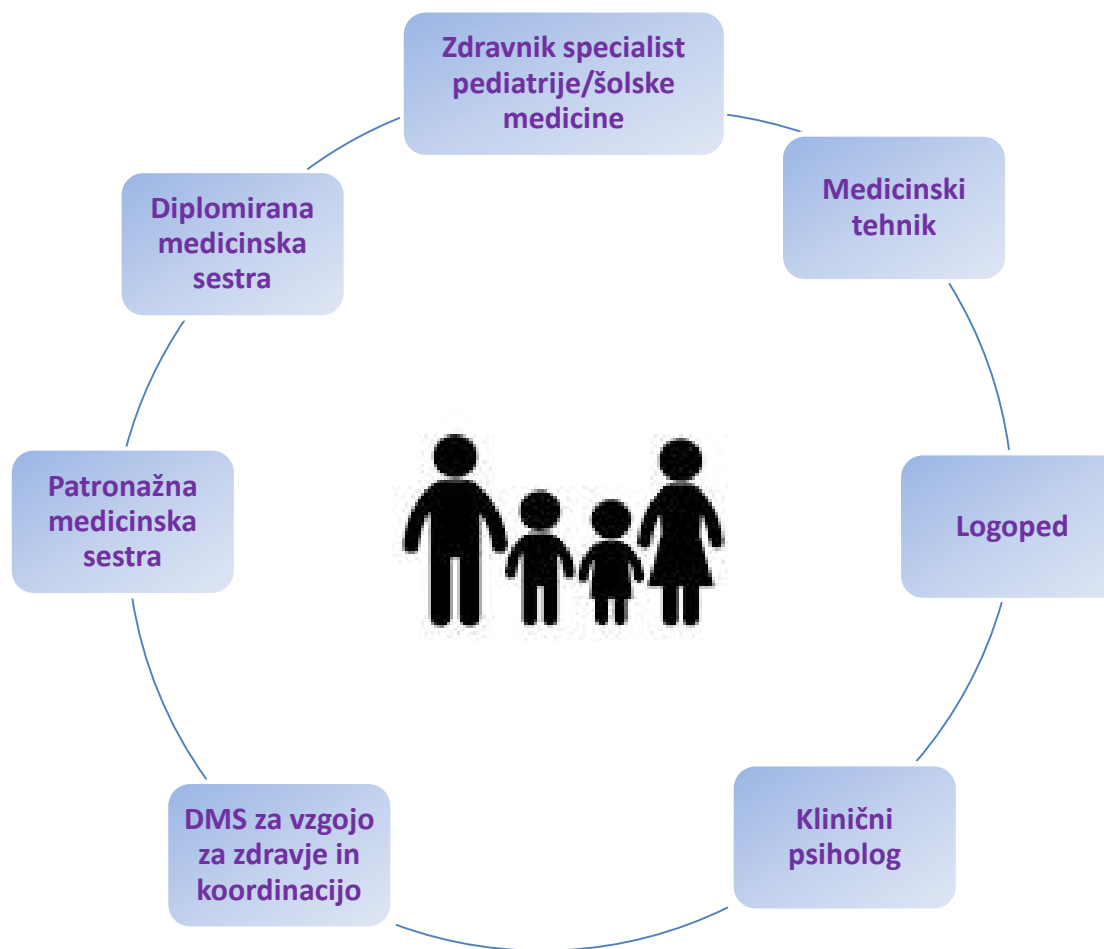 Zdravnik specialist
pediatrije/šolske
medicine
Medicinski
tehnik
Logoped
Klinični
psiholog
DMS za vzgojo
za zdravje in
koordinacijo
Patronažna
medicinska
sestra
Diplomirana
medicinska
sestra